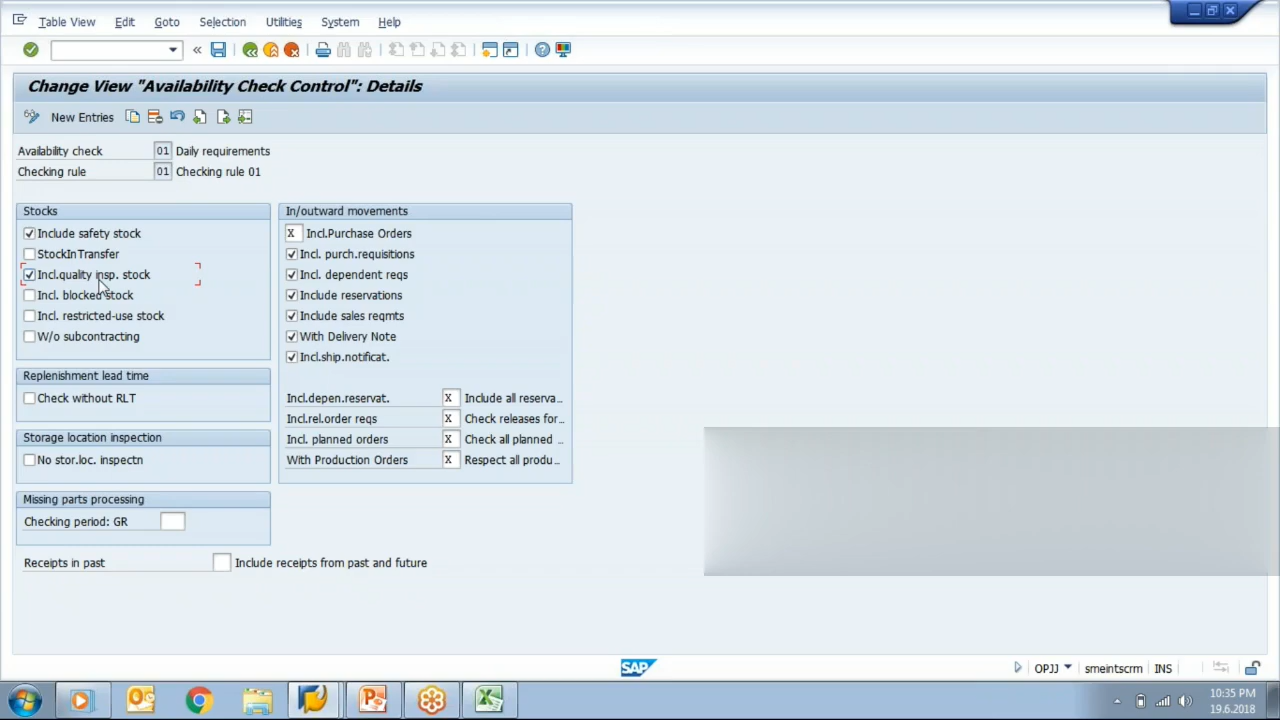 Table View Edit Goto Selection Utilities System Help
«
Change View "Availability Check Control": Details
New Entries
Availability check 01 Daily requirements
Checking rule 01 Checking rule 01
Stocks
Include safety stock
StockInTransfer
Incl.quality insp. stock
Incl. blocked stock
Incl. restricted-use stock
W/o subcontracting
Replenishment lead time
Check without RLT
Storage location inspection
No stor.loc. inspectn
Missing parts processing
Checking period: GR
Receipts in past Include receipts from past and future
In/outward movements
X Incl.Purchase Orders
Incl. purch.requisitions
Incl. dependent reqs
Include reservations
Include sales reqmts
With Delivery Note
Incl.ship.notificat.
Incl.depen.reservat. X Include all reserva...
Incl.rel.order reqs X Check releases for...
Incl. planned orders X Check all planned ...
With Production Orders X Respect all produ...
SAP
OPJJ smeintscrm INS
10:35 PM
19.6.2018